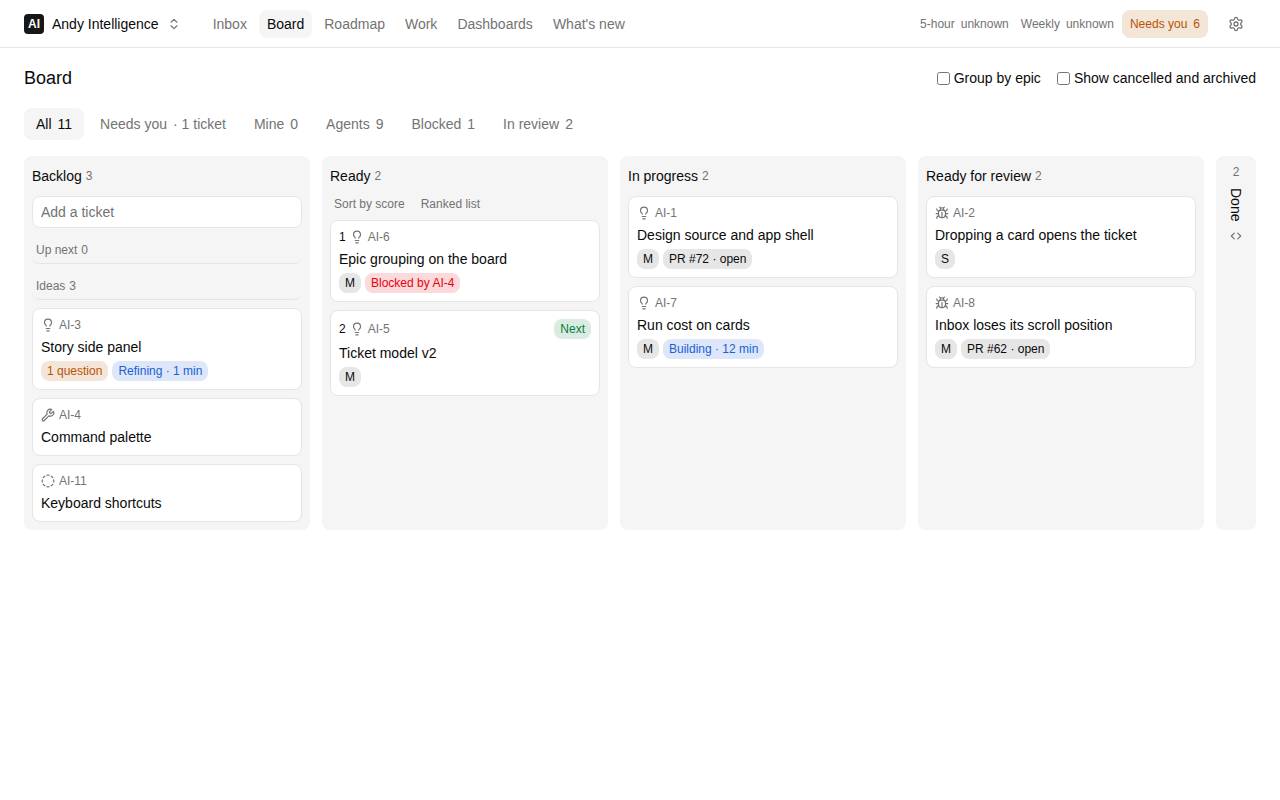 AI Andy Intelligence Inbox Board Roadmap Work Dashboards What's new 5-hour unknown Weekly unknown Needs you 6
Board Group by epic Show cancelled and archived
All 11 Needs you · 1 ticket Mine 0 Agents 9 Blocked 1 In review 2
Backlog 3
Add a ticket
Up next 0
Ideas 3
AI-3
Story side panel
1 question Refining · 1 min
AI-4
Command palette
AI-11
Keyboard shortcuts
Ready 2
Sort by score Ranked list
1 AI-6
Epic grouping on the board
M Blocked by AI-4
2 AI-5 Next
Ticket model v2
M
In progress 2
AI-1
Design source and app shell
M PR #72 · open
AI-7
Run cost on cards
M Building · 12 min
Ready for review 2
AI-2
Dropping a card opens the ticket
S
AI-8
Inbox loses its scroll position
M PR #62 · open
2
Done